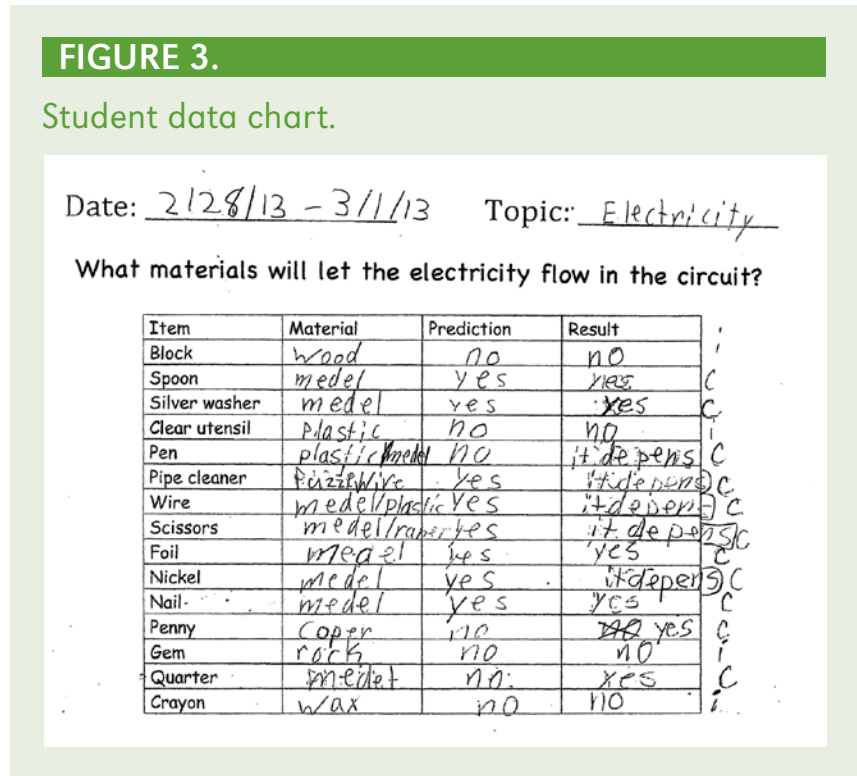 FIGURE 3.
Student data chart.
Date: 2/28/13 - 3/1/13 Topic: Electricity
What materials will let the electricity flow in the circuit?
Item Material Prediction Result
Block wood no no i
Spoon medel yes yes C
Silver washer medel yes yes C
Clear utensil Plastic no no i
Pen plastic/medel no it depens C
Pipe cleaner wire yes it depens C
Wire medel/plastic yes it depens C
Scissors medel/raper yes it depens C
Foil medel yes yes C
Nickel medel yes it depens C
Nail medel yes yes C
Penny Coper no yes C
Gem rock no no i
Quarter medel no. yes C
Crayon wax no no i